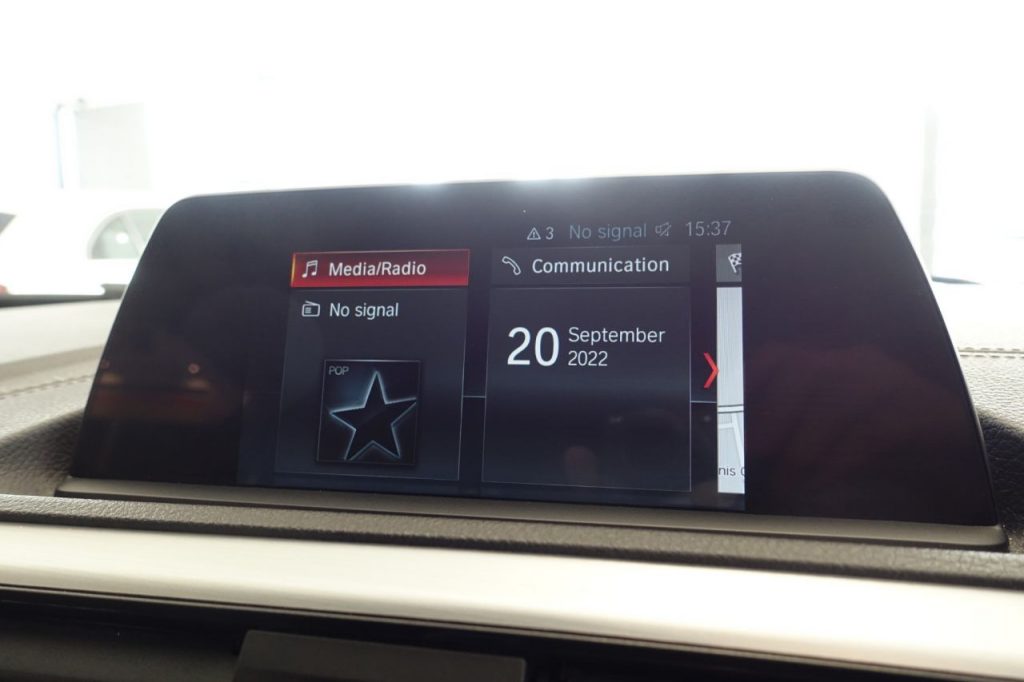 3 No signal 15:37
Media/Radio
No signal
POP
Communication
20 September
2022